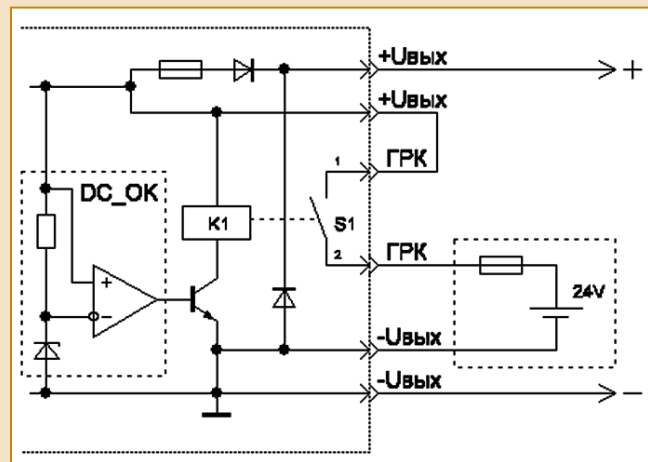 +Uвых
+
+Uвых
1
ГРК
DC_OK
K1
S1
2
ГРК
24V
+
−
-Uвых
-Uвых
−